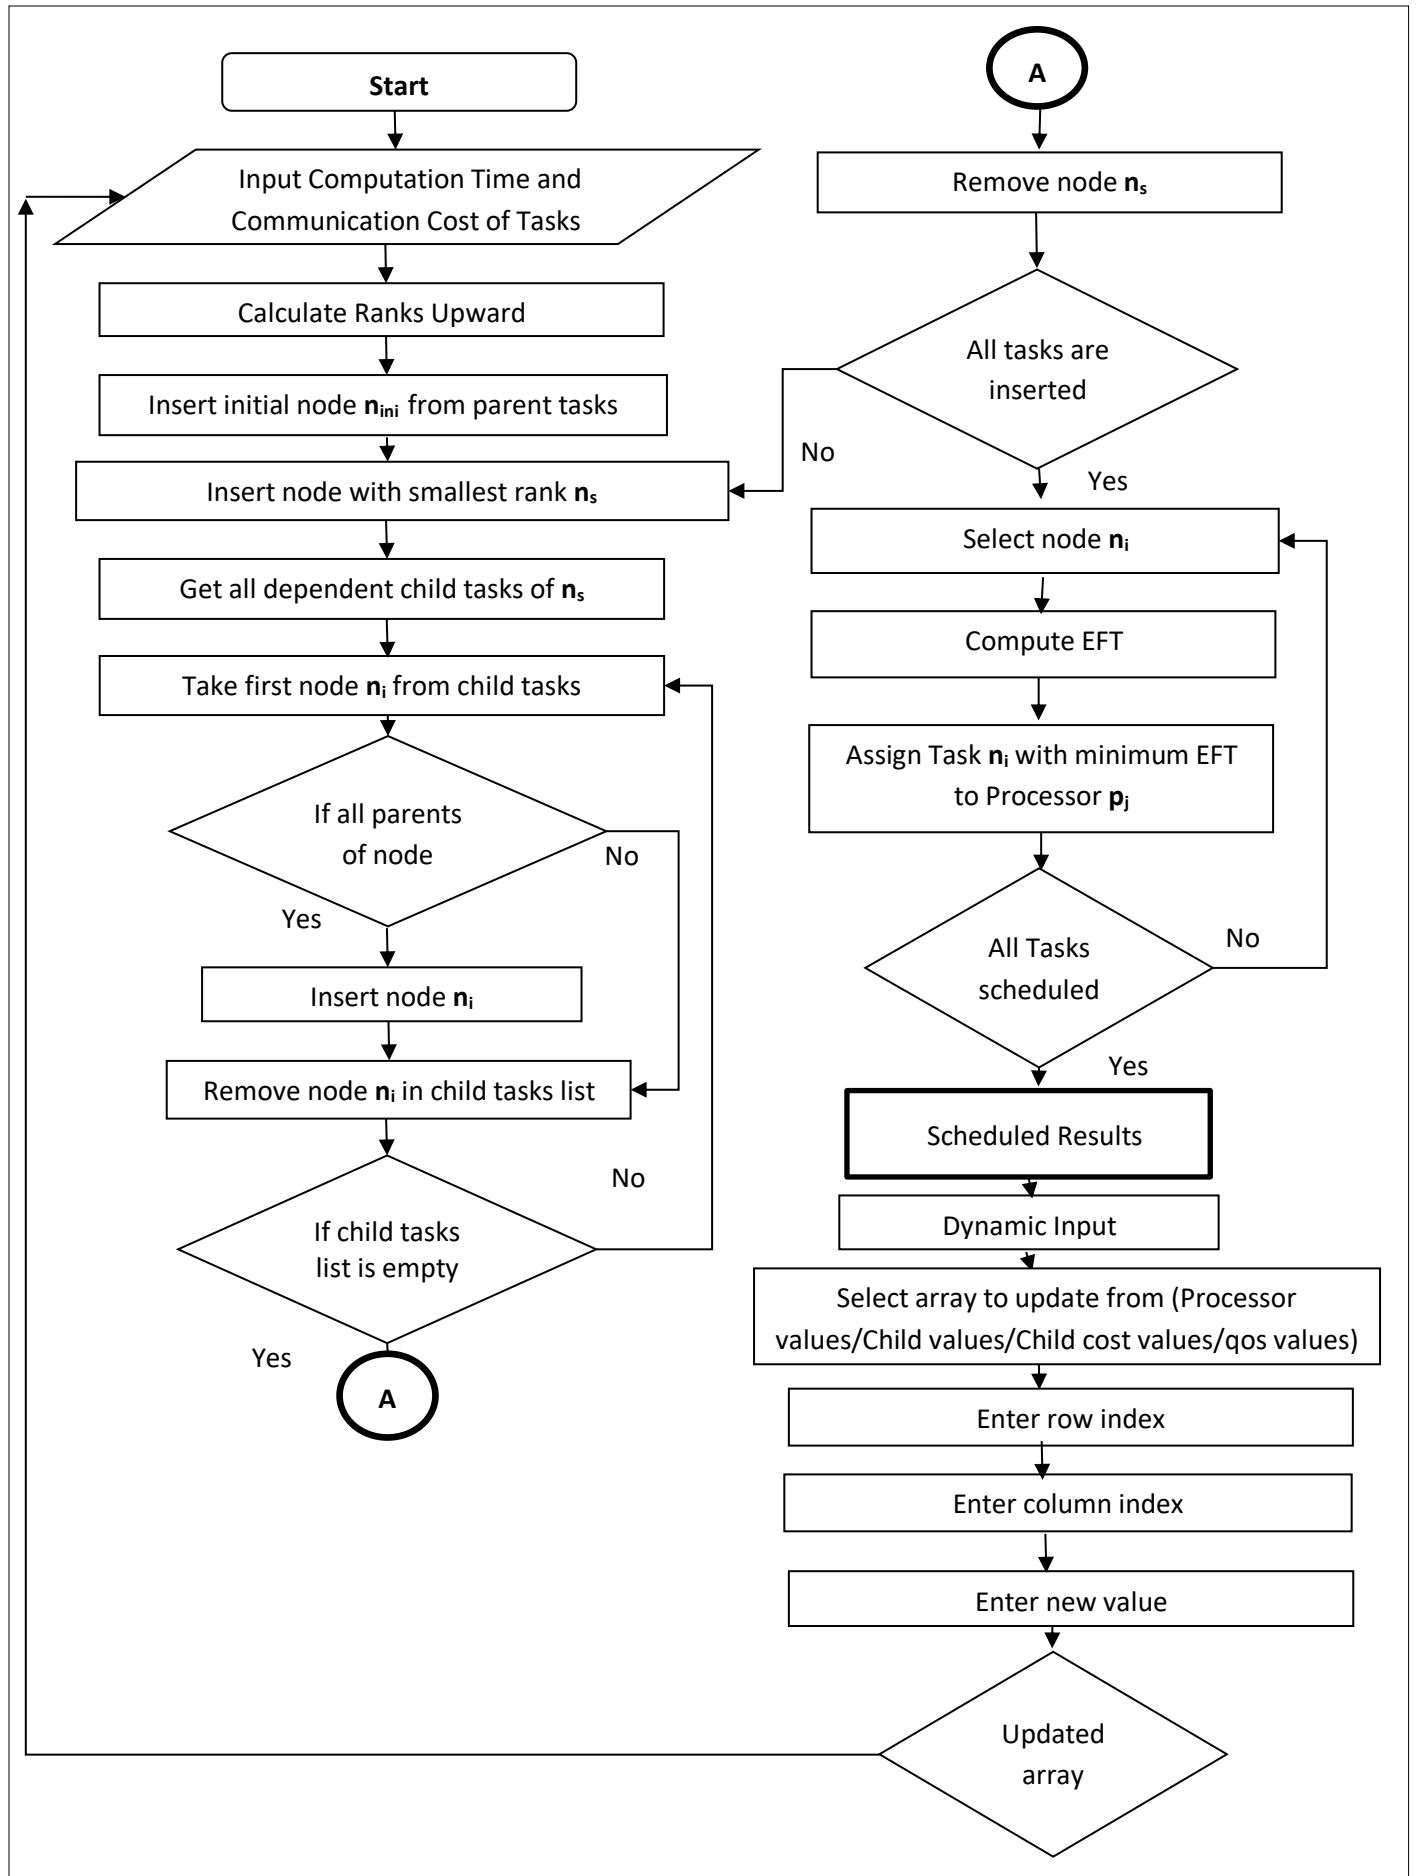 Start
Input Computation Time and
Communication Cost of Tasks
Calculate Ranks Upward
Insert initial node nini from parent tasks
Insert node with smallest rank ns
Get all dependent child tasks of ns
Take first node ni from child tasks
If all parents
of node
No
Yes
Insert node ni
Remove node ni in child tasks list
No
If child tasks
list is empty
Yes
A
A
Remove node ns
All tasks are
inserted
No
Yes
Select node ni
Compute EFT
Assign Task ni with minimum EFT
to Processor pj
All Tasks
scheduled
No
Yes
Scheduled Results
Dynamic Input
Select array to update from (Processor
values/Child values/Child cost values/qos values)
Enter row index
Enter column index
Enter new value
Updated
array